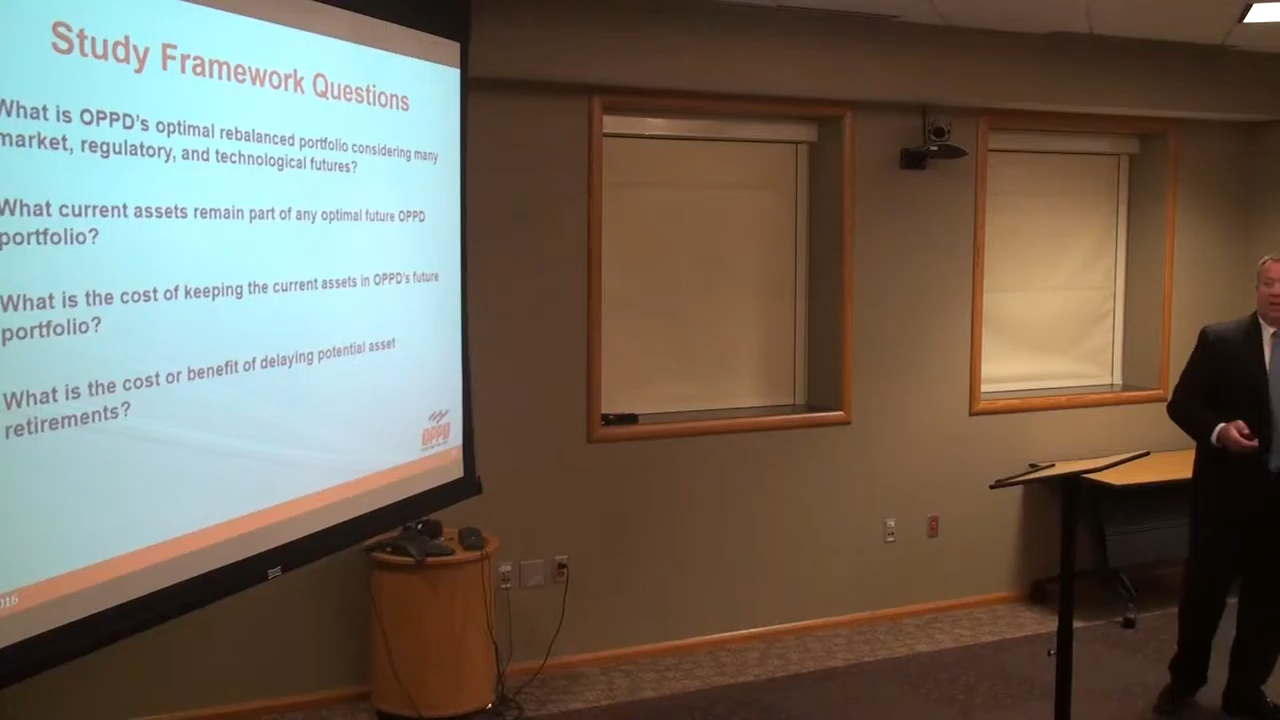 Study Framework Questions
What is OPPD's optimal rebalanced portfolio considering many
market, regulatory, and technological futures?
What current assets remain part of any optimal future OPPD
portfolio?
What is the cost of keeping the current assets in OPPD's future
portfolio?
What is the cost or benefit of delaying potential asset
retirements?
OPPD
016